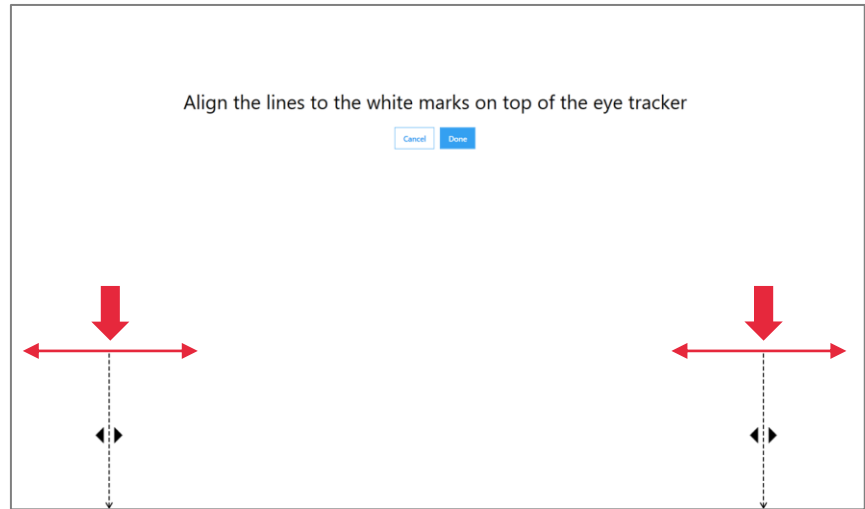 Align the lines to the white marks on top of the eye tracker
Cancel Done